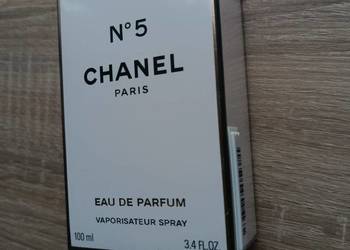 N°5
CHANEL
PARIS
EAU DE PARFUM
VAPORISATEUR SPRAY
100 ml 3.4 FL.OZ